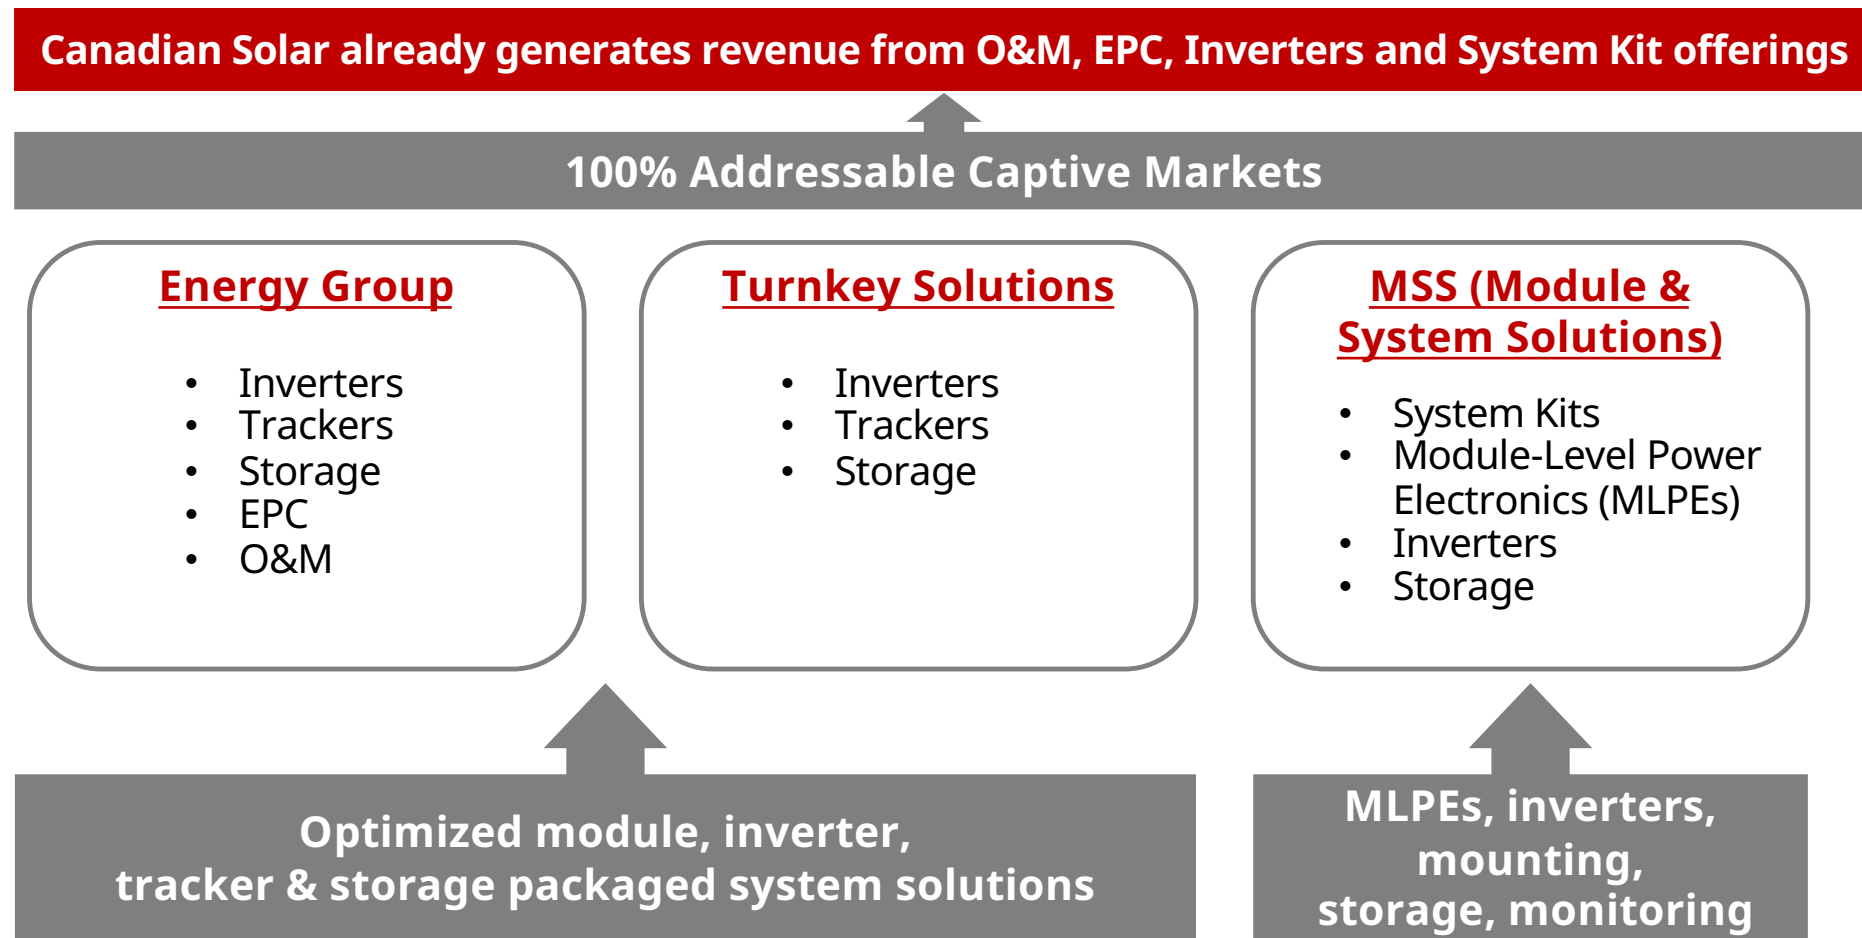 Canadian Solar already generates revenue from O&M, EPC, Inverters and System Kit offerings
100% Addressable Captive Markets
Energy Group
• Inverters
• Trackers
• Storage
• EPC
• O&M
Turnkey Solutions
• Inverters
• Trackers
• Storage
MSS (Module &
System Solutions)
• System Kits
• Module-Level Power
Electronics (MLPEs)
• Inverters
• Storage
Optimized module, inverter,
tracker & storage packaged system solutions
MLPEs, inverters,
mounting,
storage, monitoring